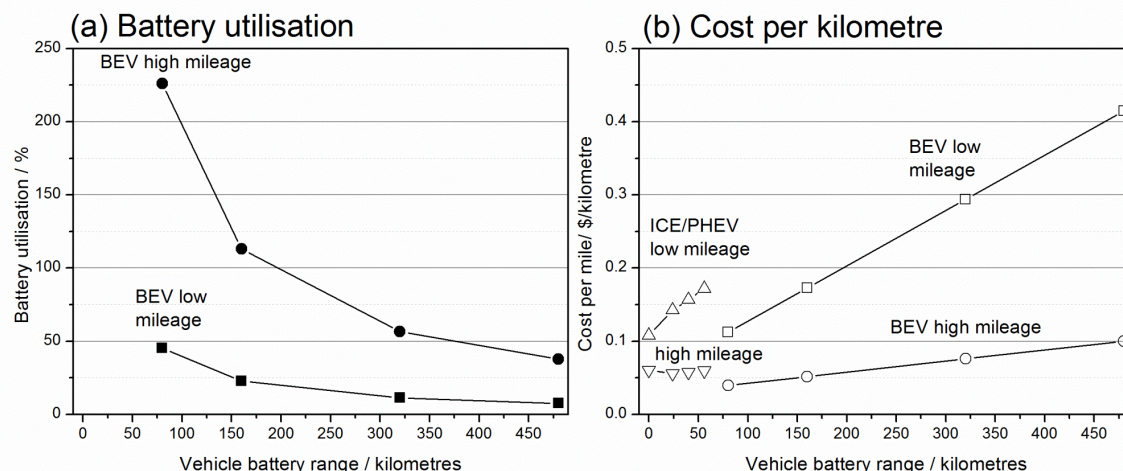 (a) Battery utilisation
250
200
150
100
50
0
Battery utilisation / %
BEV high mileage
BEV low
mileage
0 50 100 150 200 250 300 350 400 450
Vehicle battery range / kilometres
(b) Cost per kilometre
0.5
0.4
0.3
0.2
0.1
0.0
Cost per mile/ $/kilometre
BEV low
mileage
ICE/PHEV
low mileage
BEV high mileage
high mileage
0 50 100 150 200 250 300 350 400 450
Vehicle battery range / kilometres